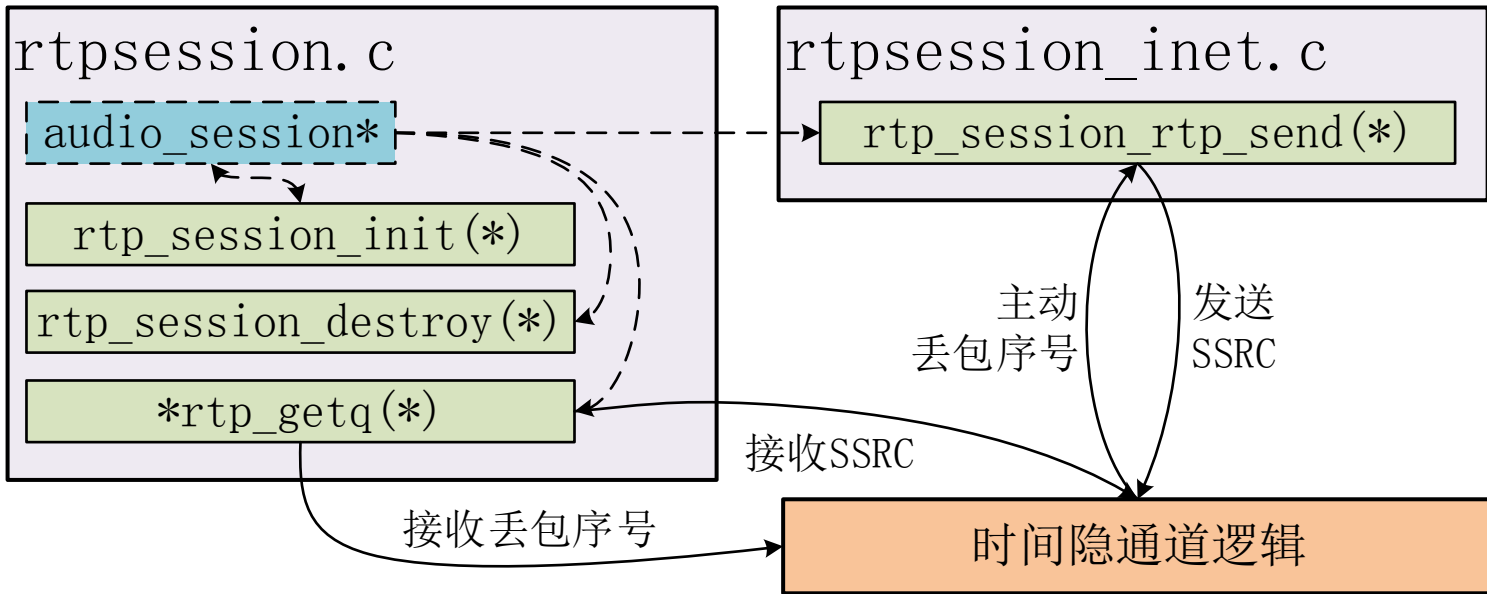 rtpsession.c
audio_session*
rtp_session_init(*)
rtp_session_destroy(*)
*rtp_getq(*)
rtpsession_inet.c
rtp_session_rtp_send(*)
主动
丢包序号
发送
SSRC
接收SSRC
接收丢包序号
时间隐通道逻辑